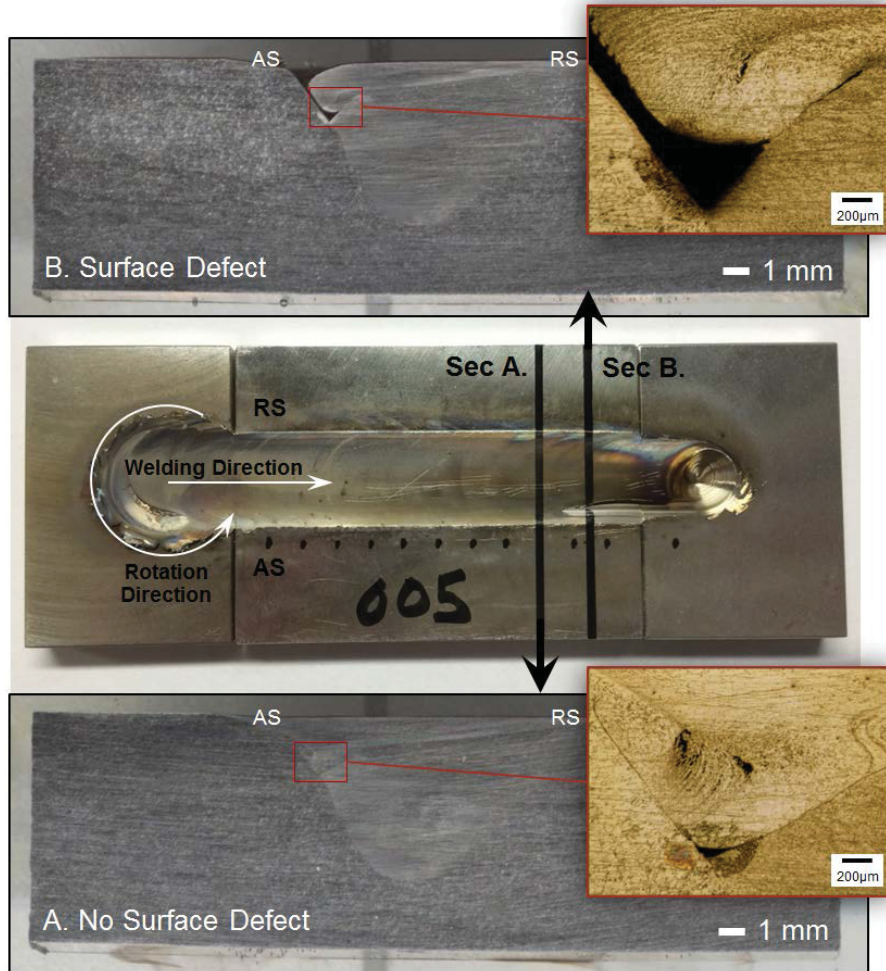 AS
RS
200μm
B. Surface Defect
1 mm
Sec A.
Sec B.
RS
Welding Direction
Rotation
Direction
AS
005
AS
RS
200μm
A. No Surface Defect
1 mm